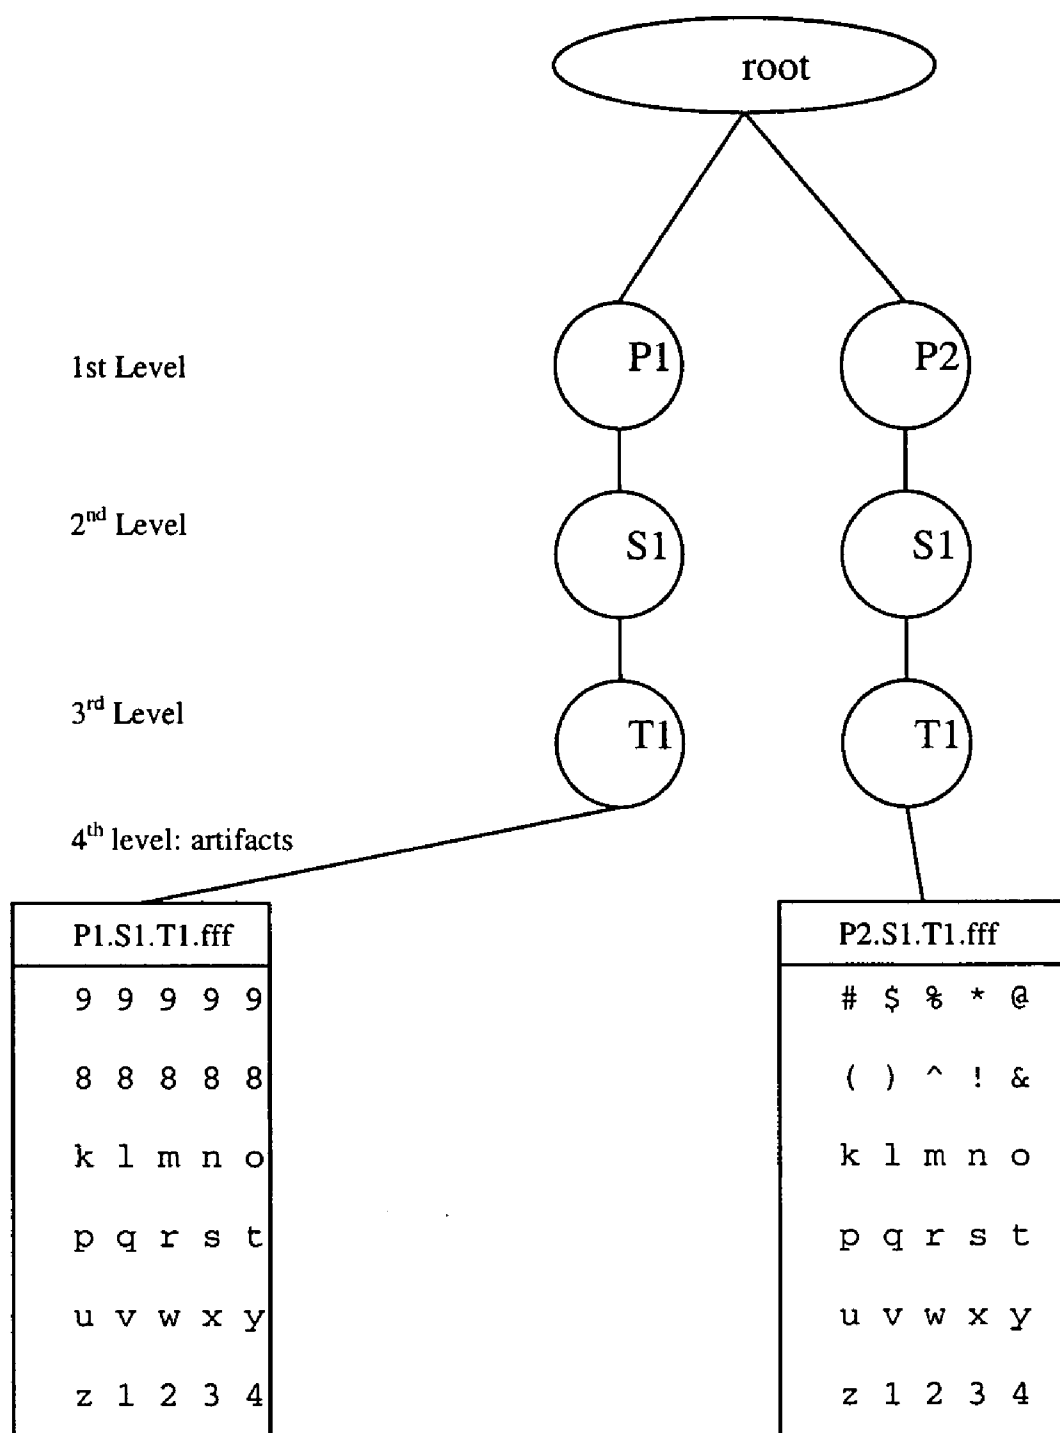 root
1st Level
P1
P2
2nd Level
S1
S1
3rd Level
T1
T1
4th level: artifacts
P1.S1.T1.fff
9 9 9 9 9
8 8 8 8 8
k l m n o
p q r s t
u v w x y
z 1 2 3 4
P2.S1.T1.fff
# $ % * @
( ) ^ ! &
k l m n o
p q r s t
u v w x y
z 1 2 3 4